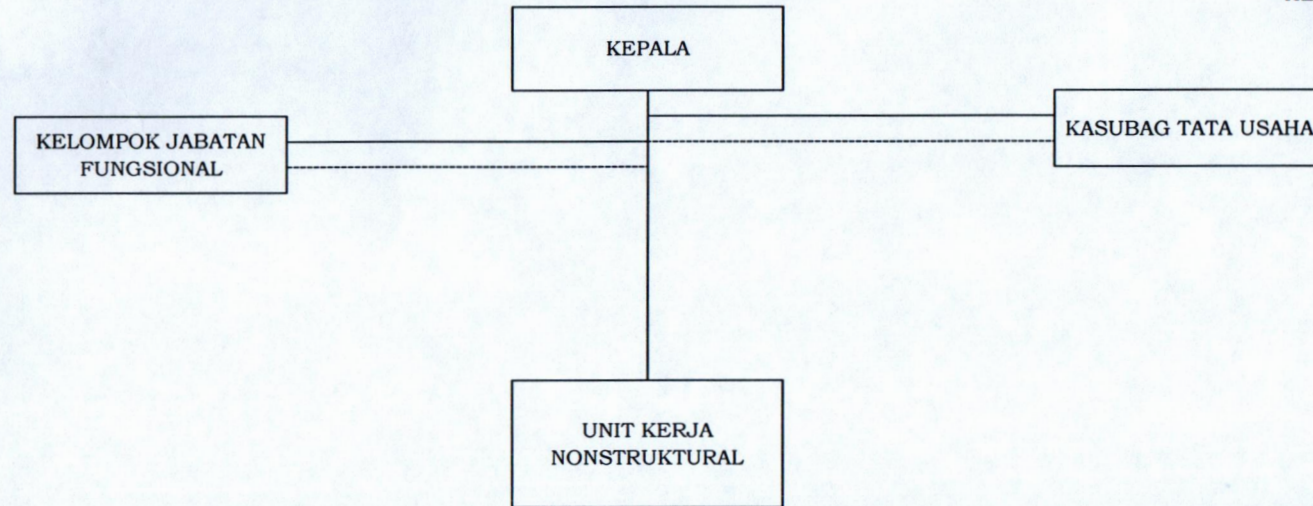 KEPALA
KELOMPOK JABATAN
FUNGSIONAL
KASUBAG TATA USAHA
UNIT KERJA
NONSTRUKTURAL